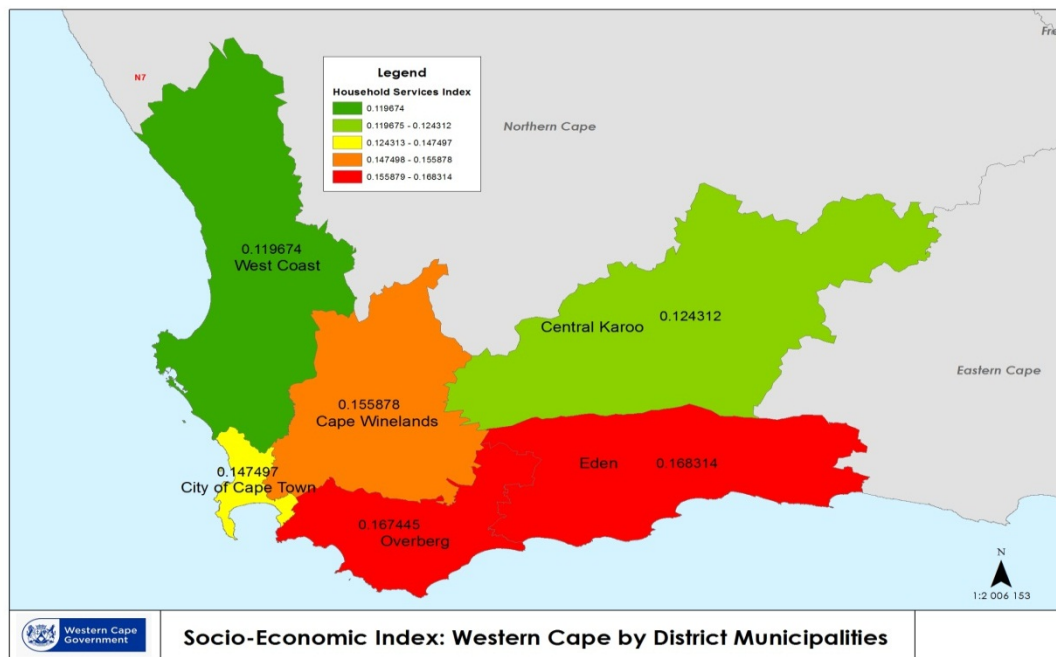 N7
Legend
Household Services Index
0.119674
0.119675 - 0.124312
0.124313 - 0.147497
0.147498 - 0.155878
0.155879 - 0.168314
Northern Cape
0.119674
West Coast
Central Karoo 0.124312
Eastern Cape
0.155878
Cape Winelands
Eden 0.168314
0.147497
City of Cape Town
0.167445
Overberg
N
1:2 006 153
Western Cape
Government
Socio-Economic Index: Western Cape by District Municipalities